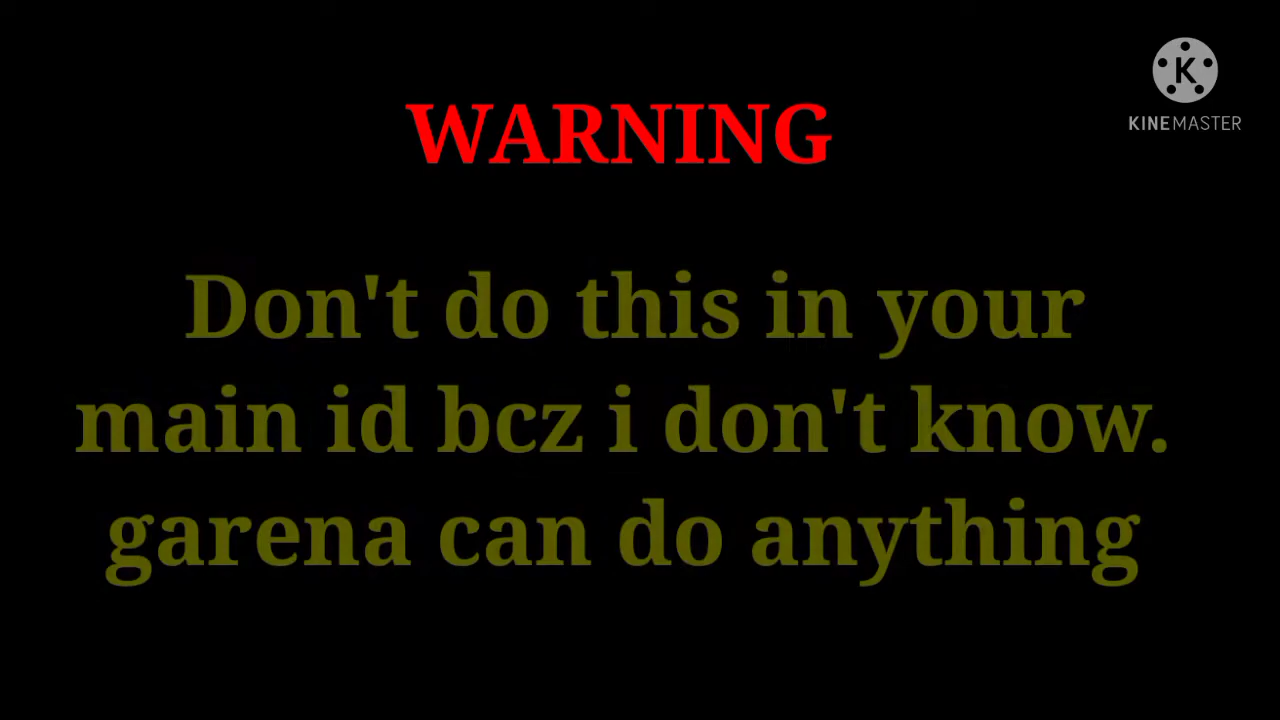 WARNING
K
KINEMASTER
Don't do this in your
main id bcz i don't know.
garena can do anything